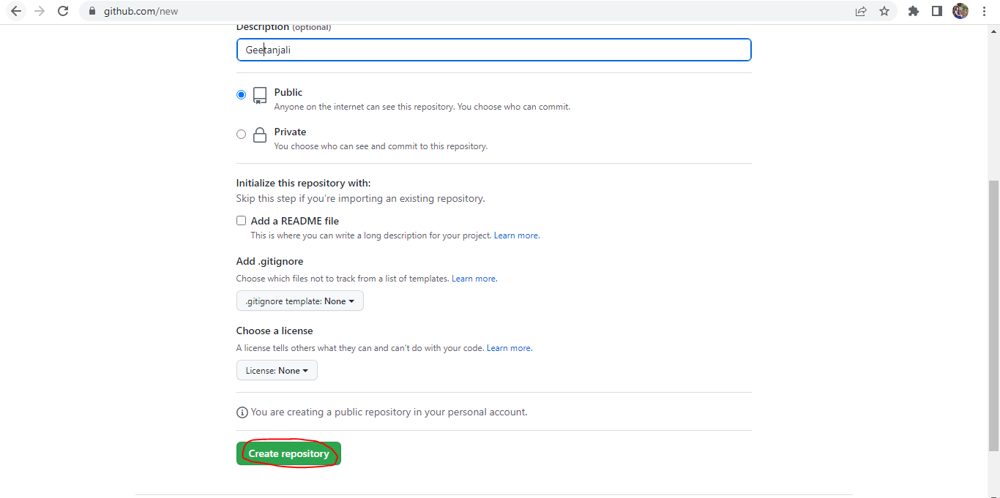 github.com/new
Description (optional)
Geetanjali
Public
Anyone on the internet can see this repository. You choose who can commit.
Private
You choose who can see and commit to this repository.
Initialize this repository with:
Skip this step if you're importing an existing repository.
Add a README file
This is where you can write a long description for your project. Learn more.
Add .gitignore
Choose which files not to track from a list of templates. Learn more.
.gitignore template: None
Choose a license
A license tells others what they can and can't do with your code. Learn more.
License: None
You are creating a public repository in your personal account.
Create repository